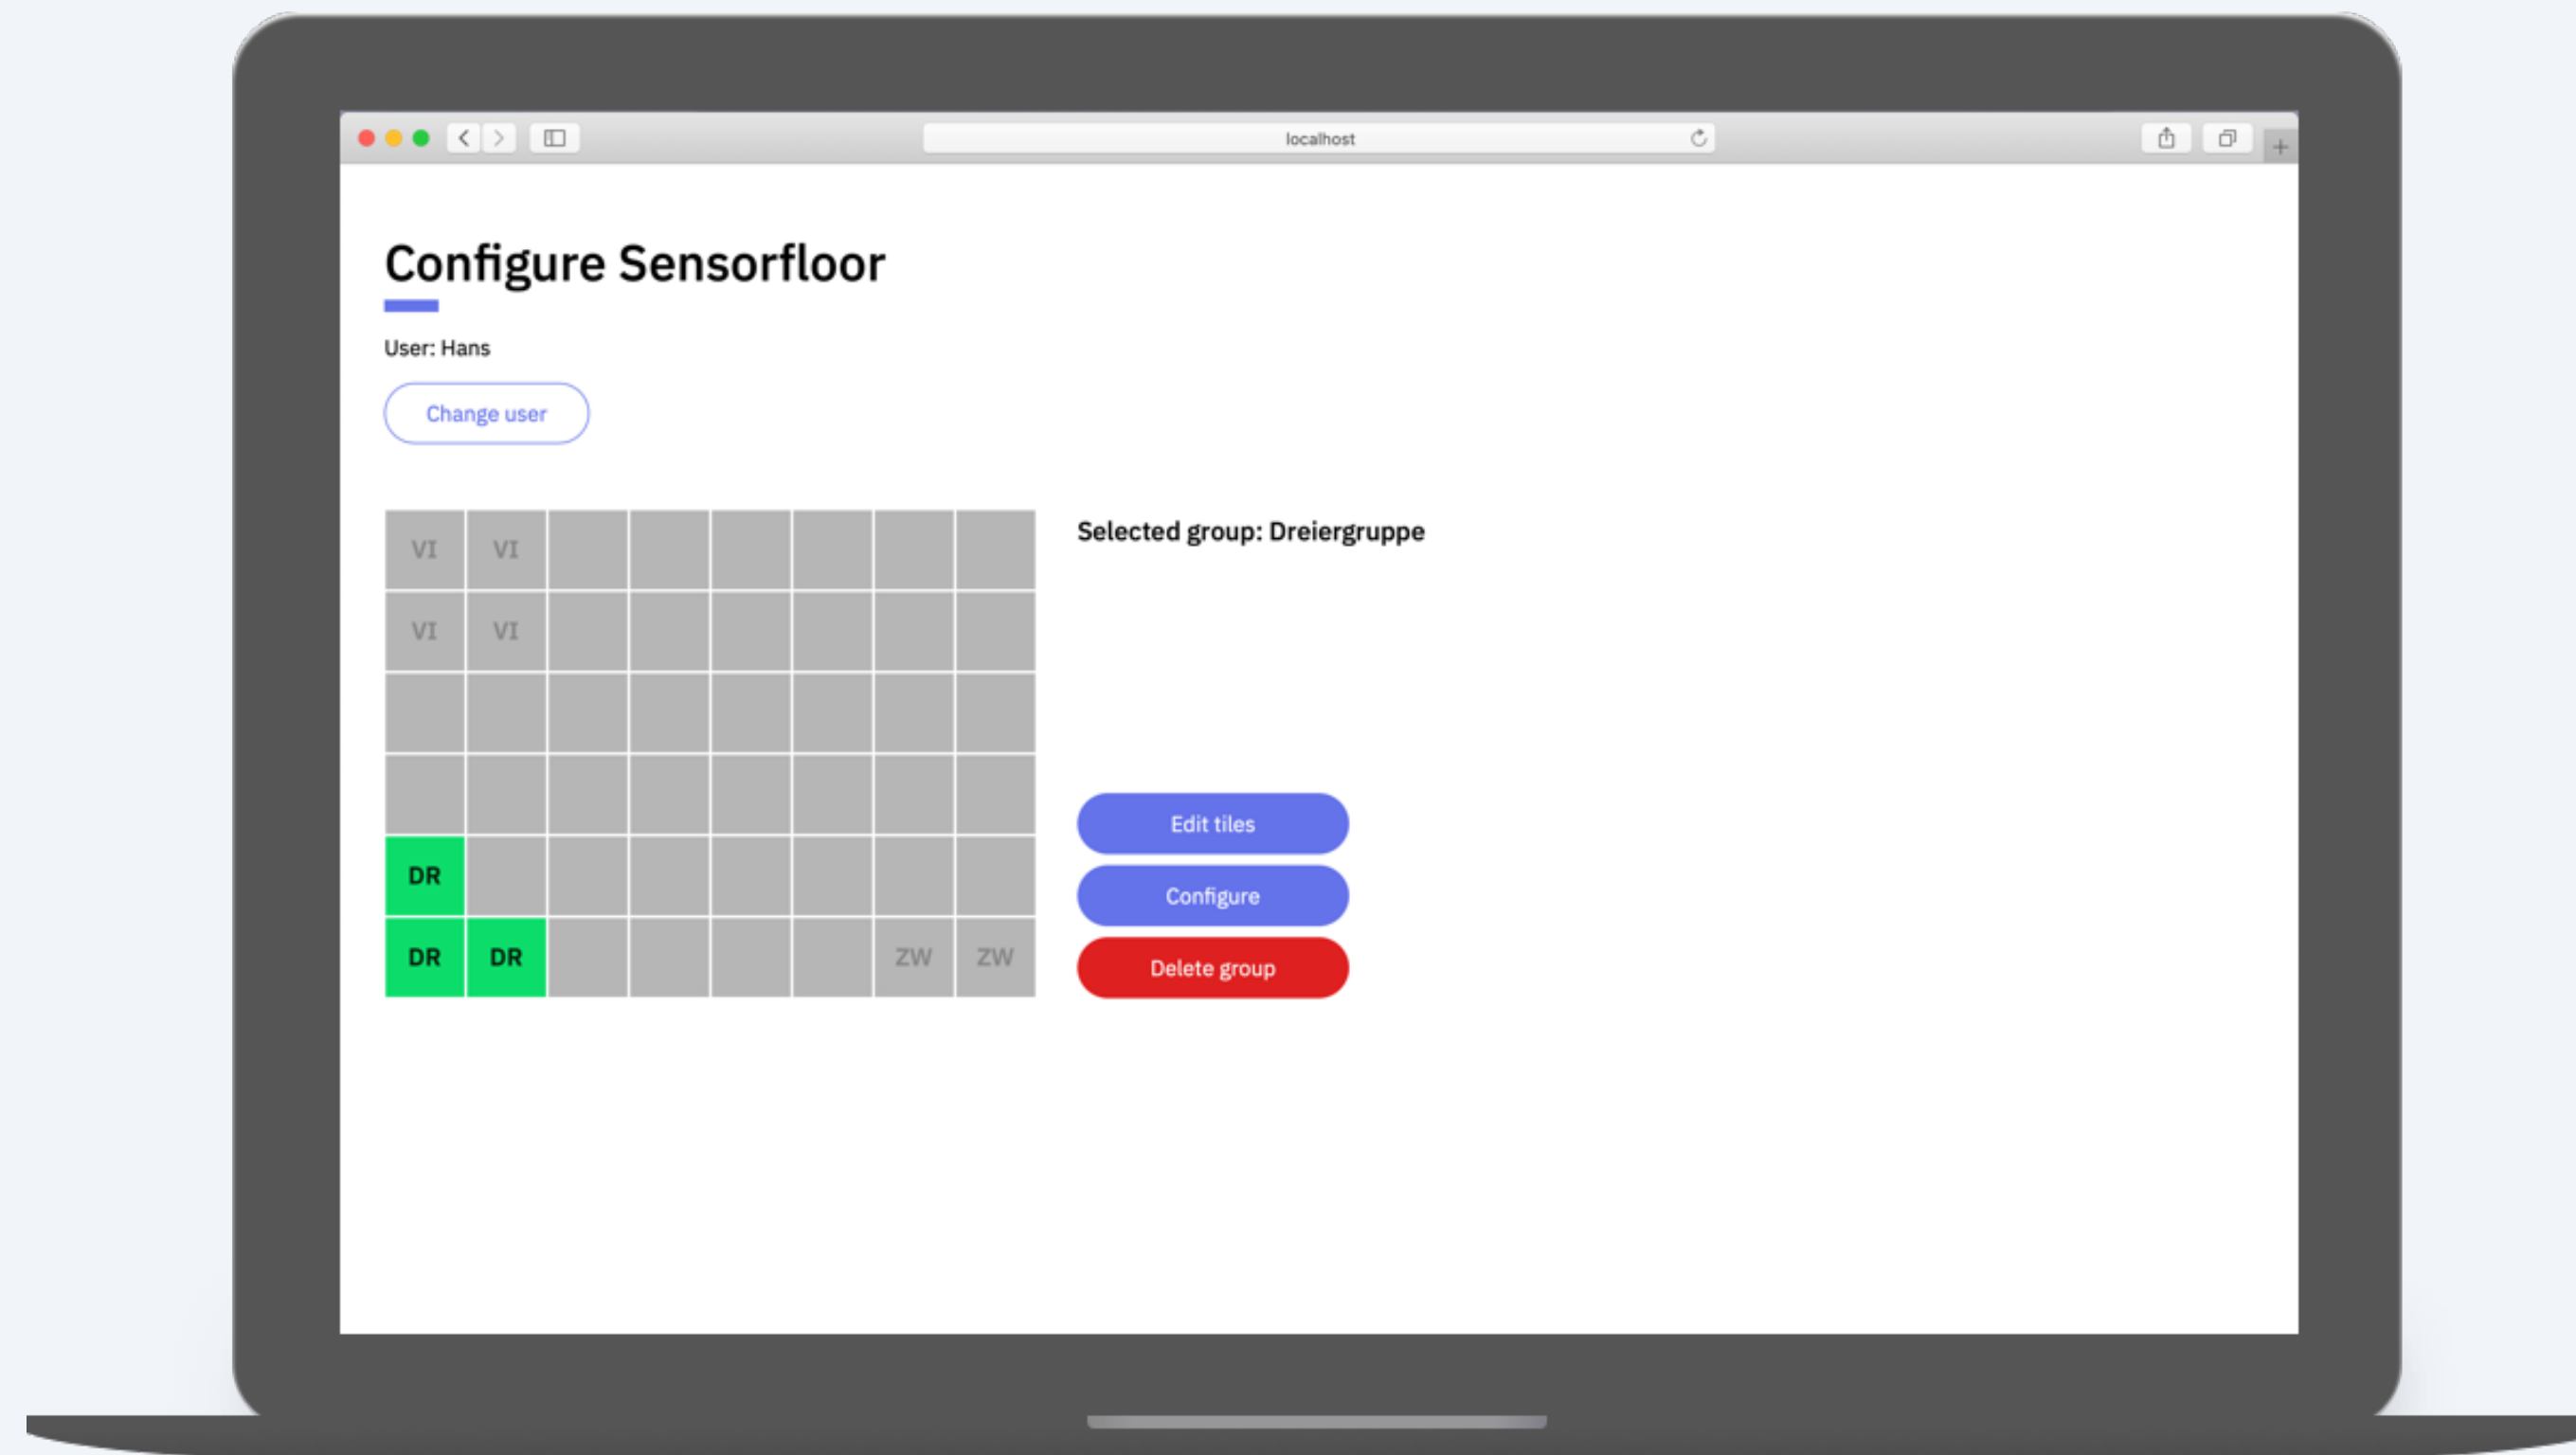 localhost
Configure Sensorfloor
User: Hans
Change user
VI VI
Selected group: Dreiergruppe
VI VI
Edit tiles
DR
Configure
DR DR ZW ZW
Delete group